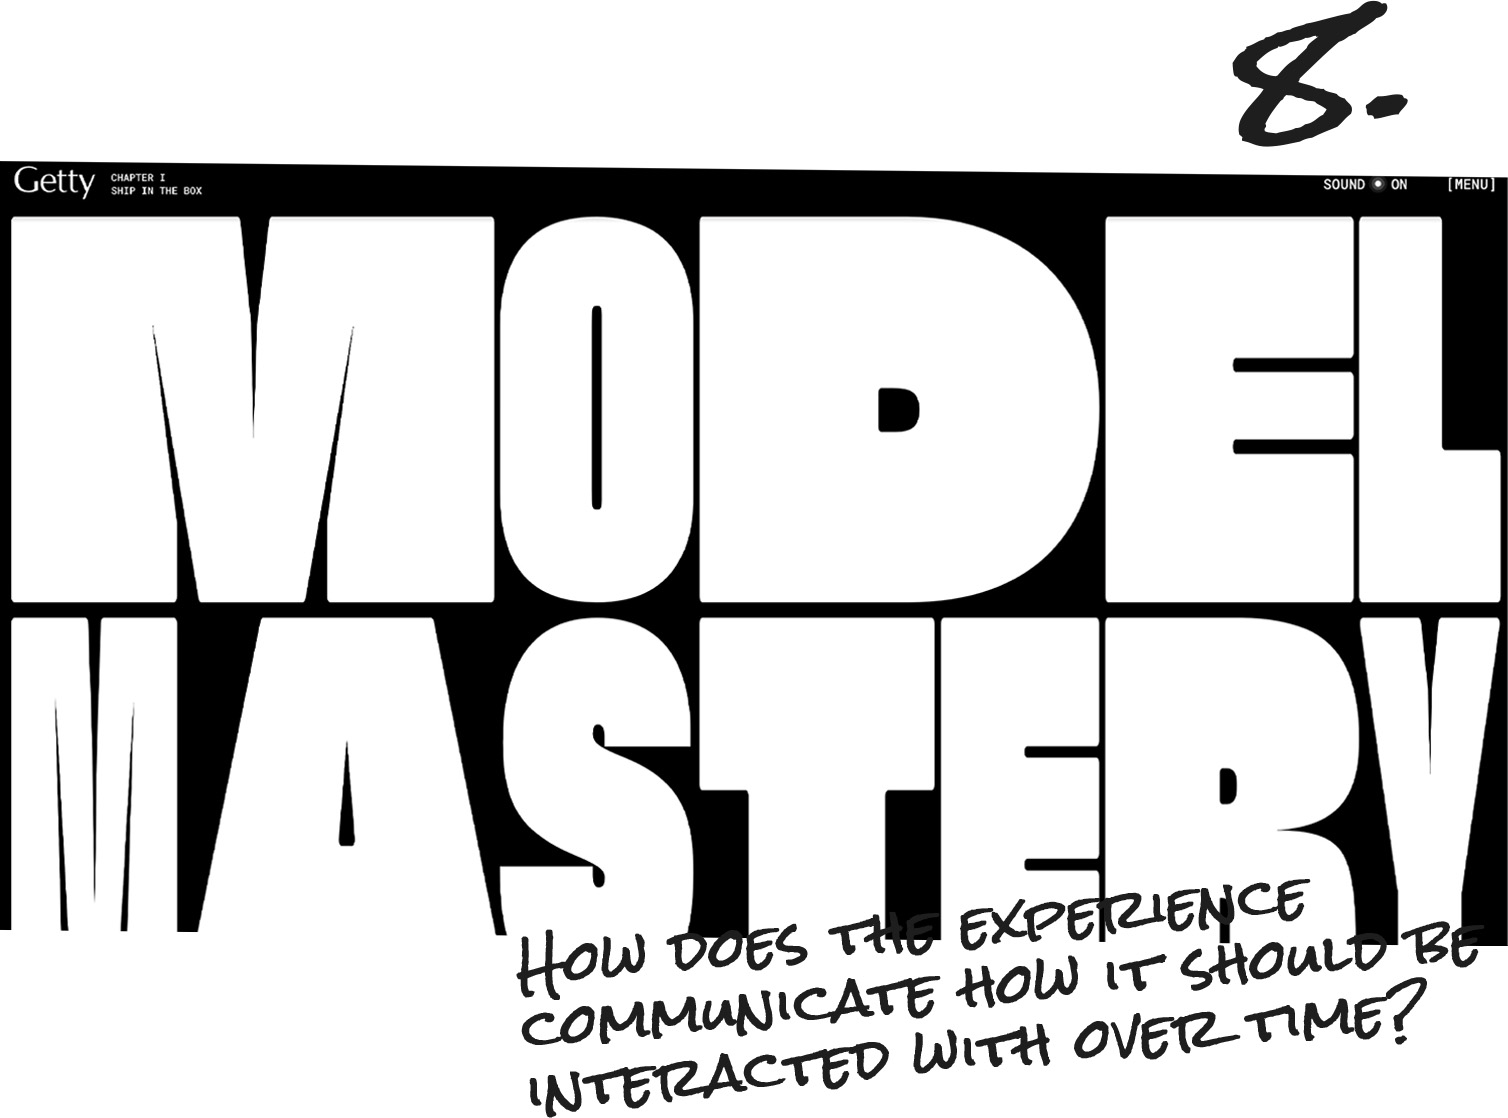 8.
Getty
CHAPTER I
SHIP IN THE BOX
SOUND ON
[MENU]
MODEL
MASTERY
HOW DOES THE EXPERIENCE
COMMUNICATE HOW IT SHOULD BE
INTERACTED WITH OVER TIME?